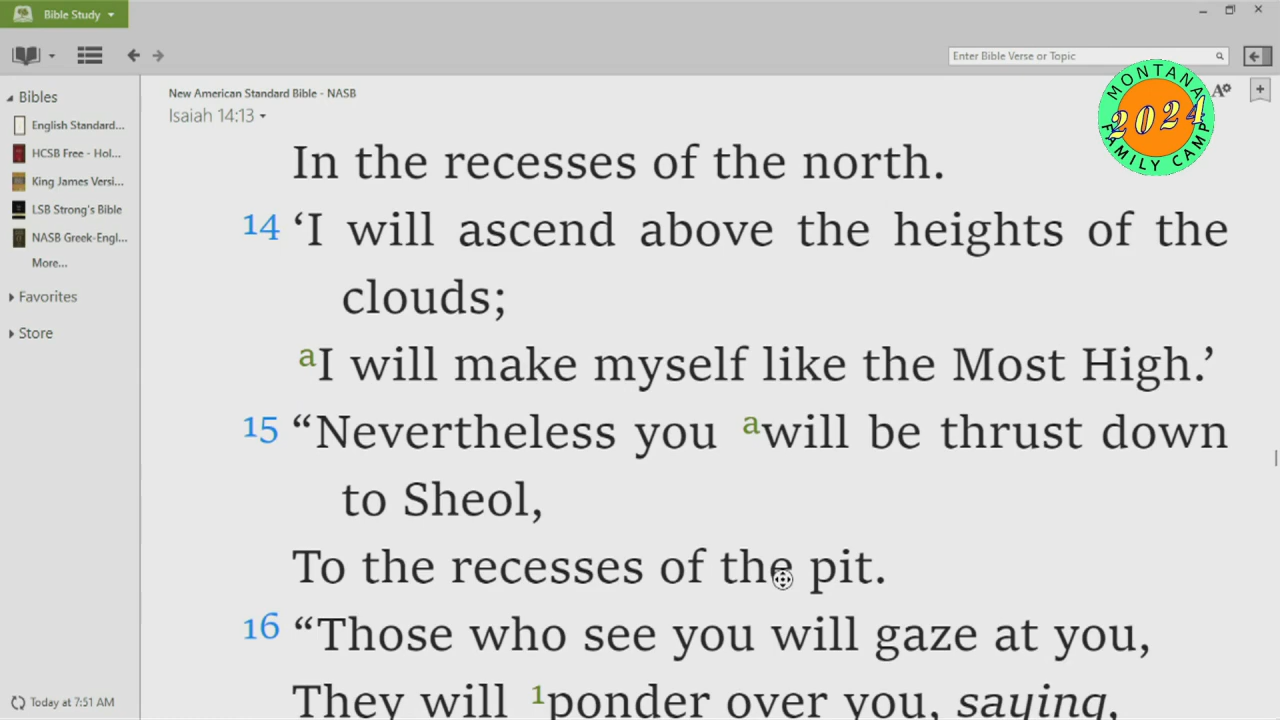 Bible Study
Enter Bible Verse or Topic
MONTANA
2024
FAMILY CAMP
Bibles
English Standard...
HCSB Free - Hol...
King James Versi...
LSB Strong's Bible
NASB Greek-Engl...
More...
Favorites
Store
Today at 7:51 AM
New American Standard Bible - NASB
Isaiah 14:13
A
In the recesses of the north.
14 ‘I will ascend above the heights of the
clouds;
aI will make myself like the Most High.’
15 “Nevertheless you awill be thrust down
to Sheol,
To the recesses of the pit.
16 “Those who see you will gaze at you,
They will 1ponder over you, saying,